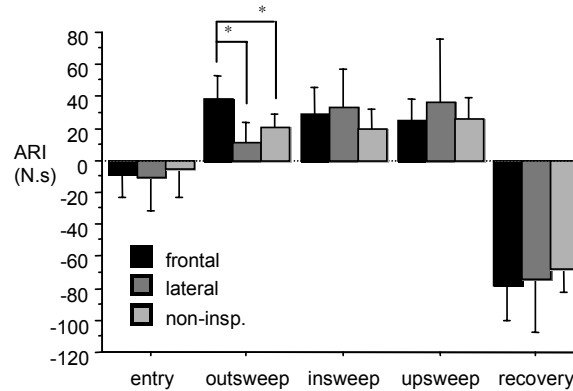 *
*
80
60
40
20
0
-20
-40
-60
-80
-100
-120
ARI
(N.s)
frontal
lateral
non-insp.
entry outsweep insweep upsweep recovery